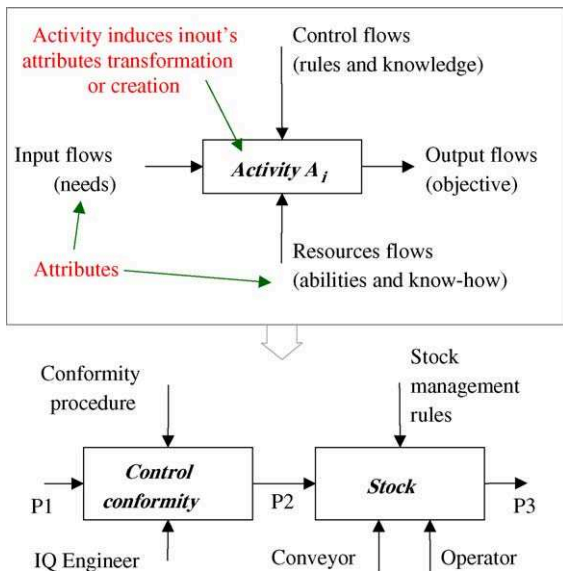 Activity induces inout's
attributes transformation
or creation
Control flows
(rules and knowledge)
Input flows
(needs)
Activity A i
Output flows
(objective)
Attributes
Resources flows
(abilities and know-how)
Conformity
procedure
Stock
management
rules
Control
conformity
Stock
P1
P2
P3
IQ Engineer
Conveyor
Operator